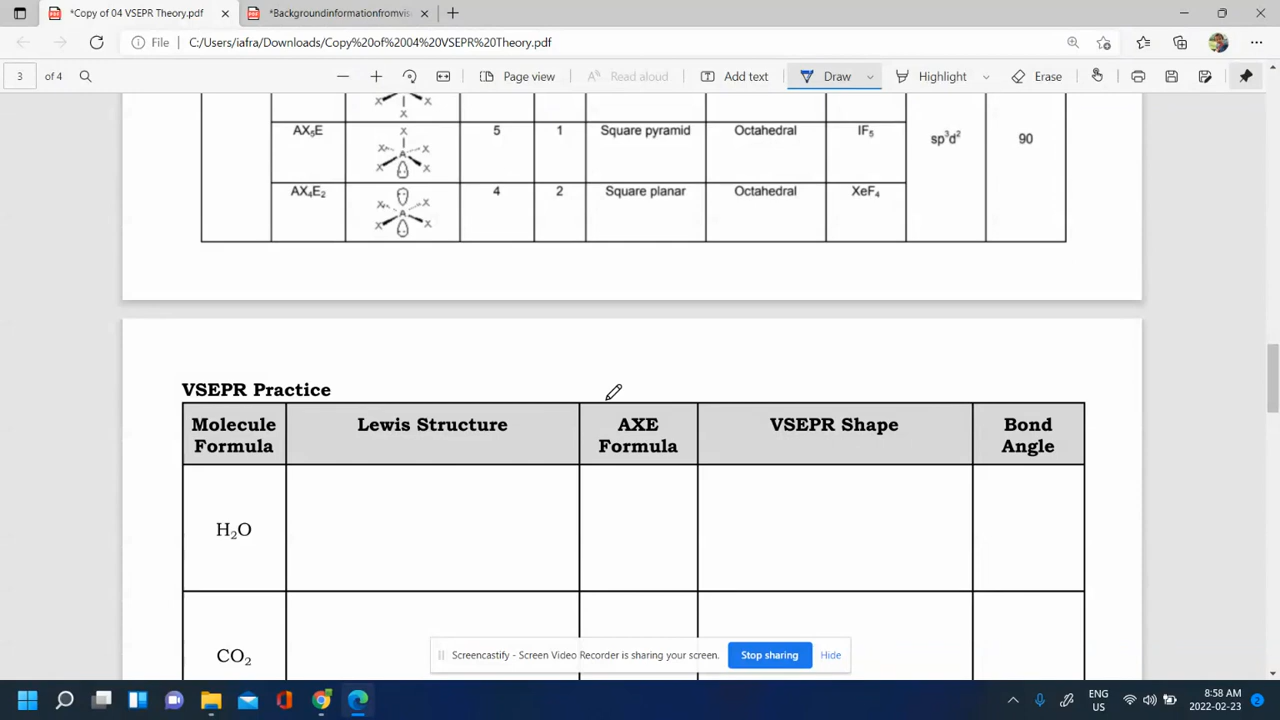 *Copy of 04 VSEPR Theory.pdf
*Backgroundinformationfromvis
File C:/Users/iafra/Downloads/Copy%20of%2004%20VSEPR%20Theory.pdf
3 of 4 Page view Read aloud Add text Draw Highlight Erase
X A X
X
AX₅E X X A X X X 5 1 Square pyramid Octahedral IF₅ sp³d² 90
AX₄E₂ X X A X X 4 2 Square planar Octahedral XeF₄
VSEPR Practice
Molecule Formula Lewis Structure AXE Formula VSEPR Shape Bond Angle
H₂O
CO₂
Screencastify - Screen Video Recorder is sharing your screen. Stop sharing Hide
ENG
US
8:58 AM
2022-02-23
2